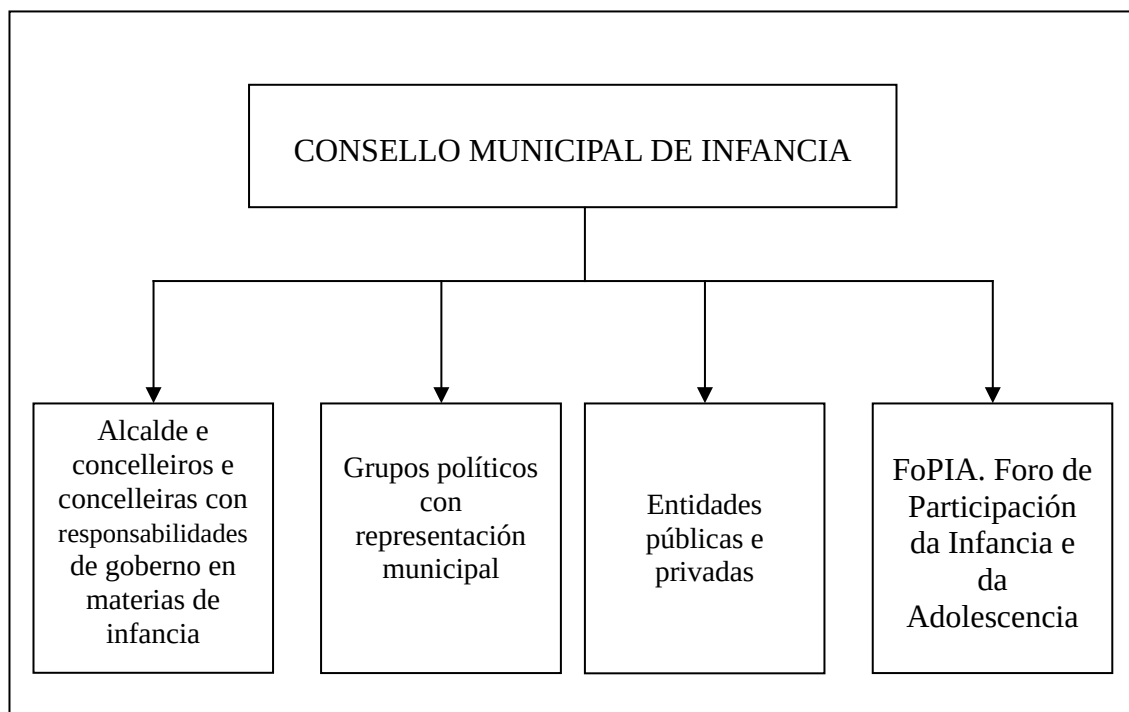 CONSELLO MUNICIPAL DE INFANCIA
Alcalde e
concelleiros e
concelleiras con
responsabilidades
de goberno en
materias de
infancia
Grupos políticos
con
representación
municipal
Entidades
públicas e
privadas
FoPIA. Foro de
Participación
da Infancia e
da
Adolescencia